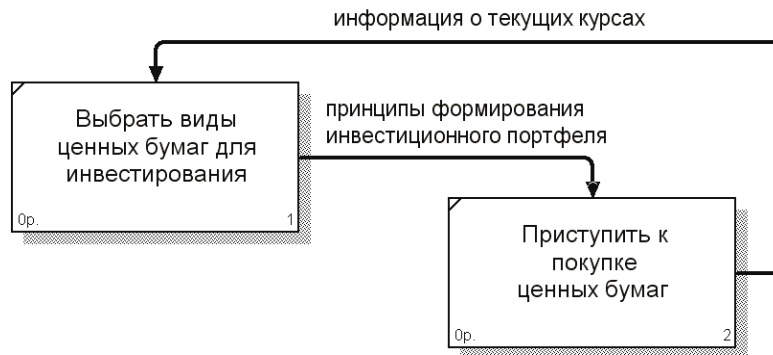 информация о текущих курсах
Выбрать виды
ценных бумаг для
инвестирования
0р.
1
принципы формирования
инвестиционного портфеля
Приступить к
покупке
ценных бумаг
0р.
2